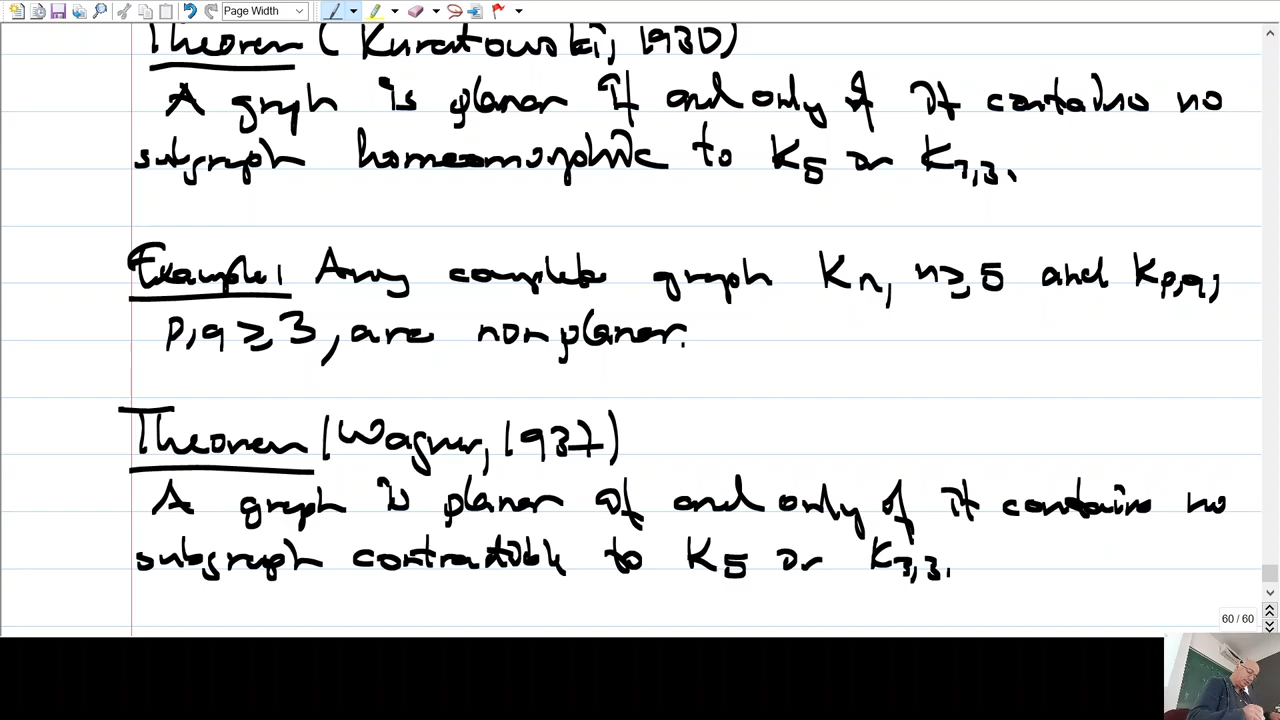 Page Width
Theorem (Kuratowski, 1930)
A graph is planar if and only if it contains no
subgraph homeomorphic to K5 or K3,3.
Example: Any complete graph Kn, n≥5 and Kp,q,
p,q ≥ 3, are nonplanar.
Theorem (Wagner, 1937)
A graph is planar if and only if it contains no
subgraph contractible to K5 or K3,3.
60 / 60